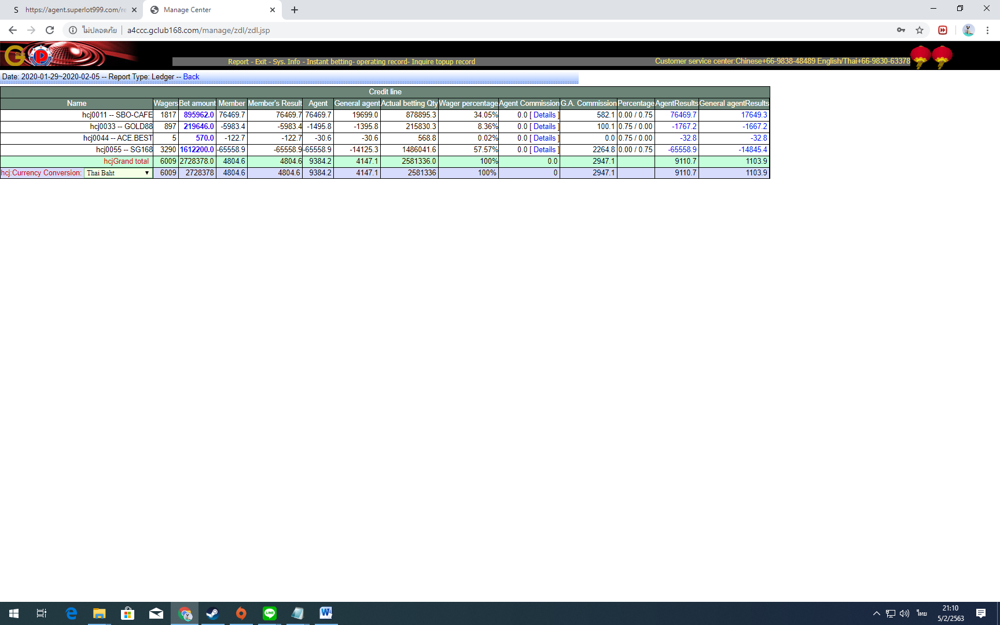 S https://agent.superlot999.com/re
Manage Center
ไม่ปลอดภัย a4ccc.gclub168.com/manage/zdl/zdl.jsp
G P
Report - Exit - Sys. Info - Instant betting- operating record- Inquire topup record
Customer service center:Chinese+66-9838-48489 English/Thai+66-9830-63378
Date: 2020-01-29~2020-02-05 -- Report Type: Ledger -- Back
Credit line
Name Wagers Bet amount Member Member's Result Agent General agent Actual betting Qty Wager percentage Agent Commission G.A. Commission Percentage AgentResults General agentResults
hcj0011 -- SBO-CAFE 1817 895962.0 76469.7 76469.7 76469.7 19699.0 878895.3 34.05% 0.0 [ Details ] 582.1 0.00 / 0.75 76469.7 17649.3
hcj0033 -- GOLD88 897 219646.0 -5983.4 -5983.4 -1495.8 -1395.8 215830.3 8.36% 0.0 [ Details ] 100.1 0.75 / 0.00 -1767.2 -1667.2
hcj0044 -- ACE.BEST 5 570.0 -122.7 -122.7 -30.6 -30.6 568.8 0.02% 0.0 [ Details ] 0.0 0.75 / 0.00 -32.8 -32.8
hcj0055 -- SG168 3290 1612200.0 -65558.9 -65558.9 -65558.9 -14125.3 1486041.6 57.57% 0.0 [ Details ] 2264.8 0.00 / 0.75 -65558.9 -14845.4
hcjGrand total 6009 2728378.0 4804.6 4804.6 9384.2 4147.1 2581336.0 100% 0.0 2947.1 9110.7 1103.9
hcj:Currency Conversion: Thai Baht 6009 2728378 4804.6 4804.6 9384.2 4147.1 2581336 100% 0 2947.1 9110.7 1103.9
LINE
W
ไทย
21:10
5/2/2563